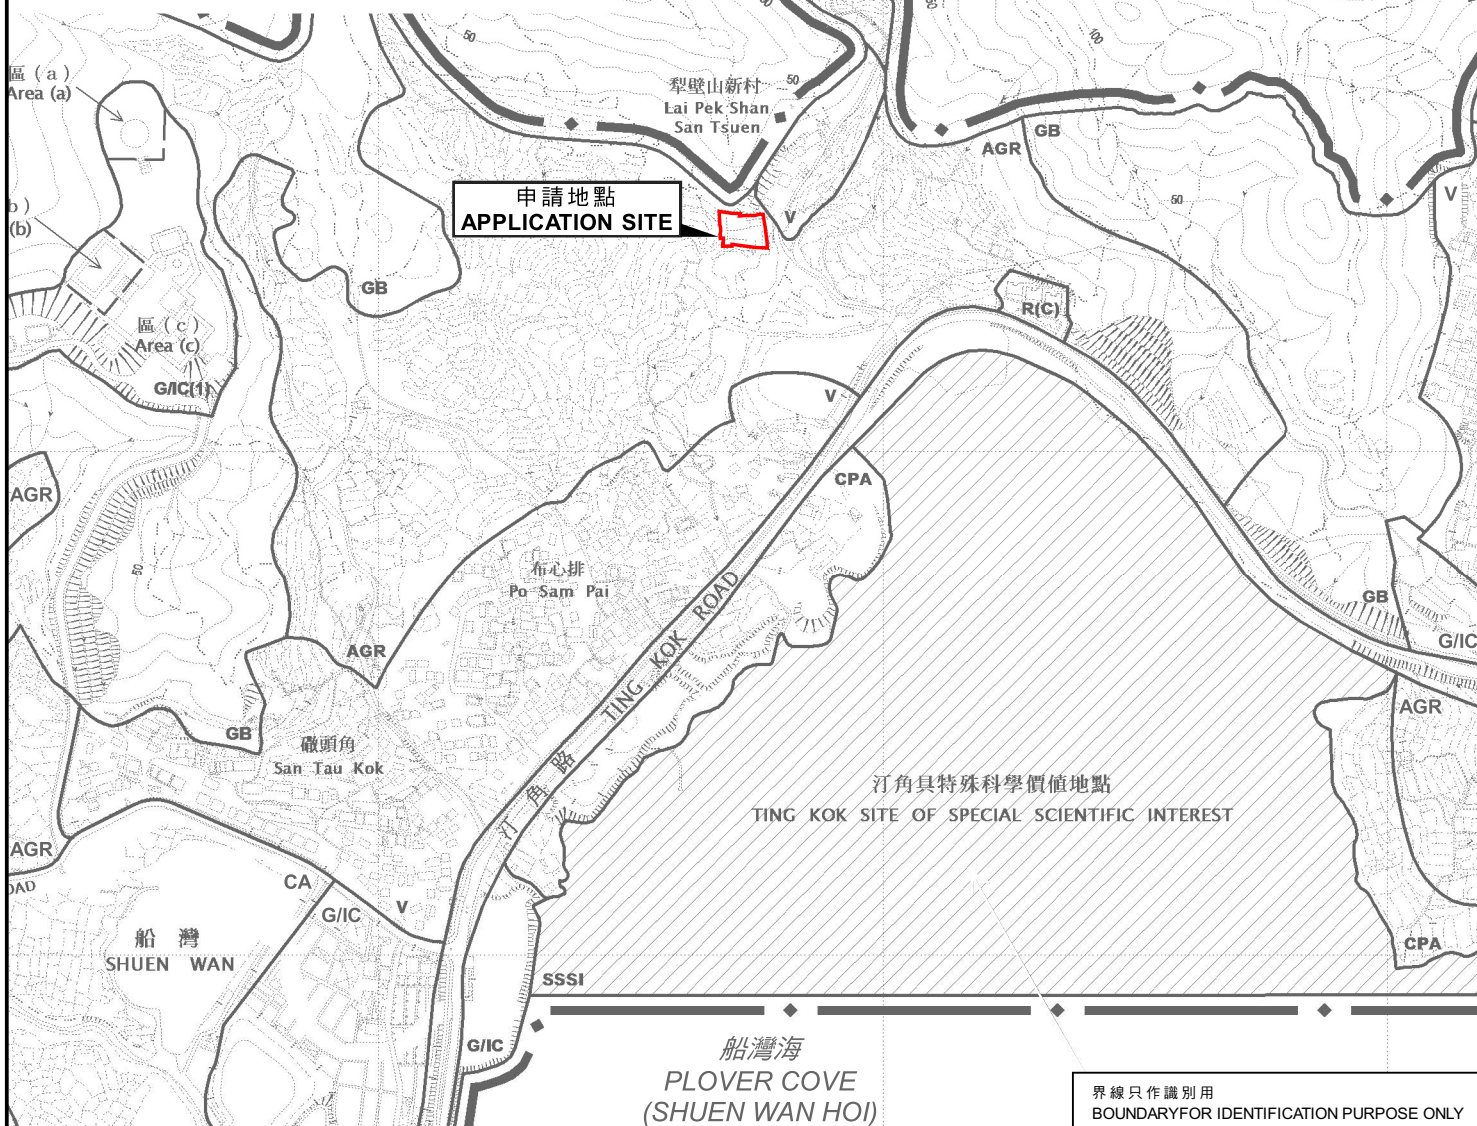 區 ( a )
Area (a)
b )
(b)
區 ( c )
Area (c)
G/IC(1)
50
犁壁山新村
Lai Pek Shan
San Tsuen
50
50
50
100
申請地點
APPLICATION SITE
V
GB
AGR
GB
50
V
R(C)
V
CPA
AGR
50
布心排
Po Sam Pai
AGR
汀角路
TING KOK ROAD
GB
G/IC
AGR
GB
San Tau Kok
汀角具特殊科學價值地點
TING KOK SITE OF SPECIAL SCIENTIFIC INTEREST
AGR
OAD
CA
G/IC
V
船灣
SHUEN WAN
CPA
SSSI
G/IC
船灣海
PLOVER COVE
(SHUEN WAN HOI)
界線只作識別用
BOUNDARYFOR IDENTIFICATION PURPOSE ONLY